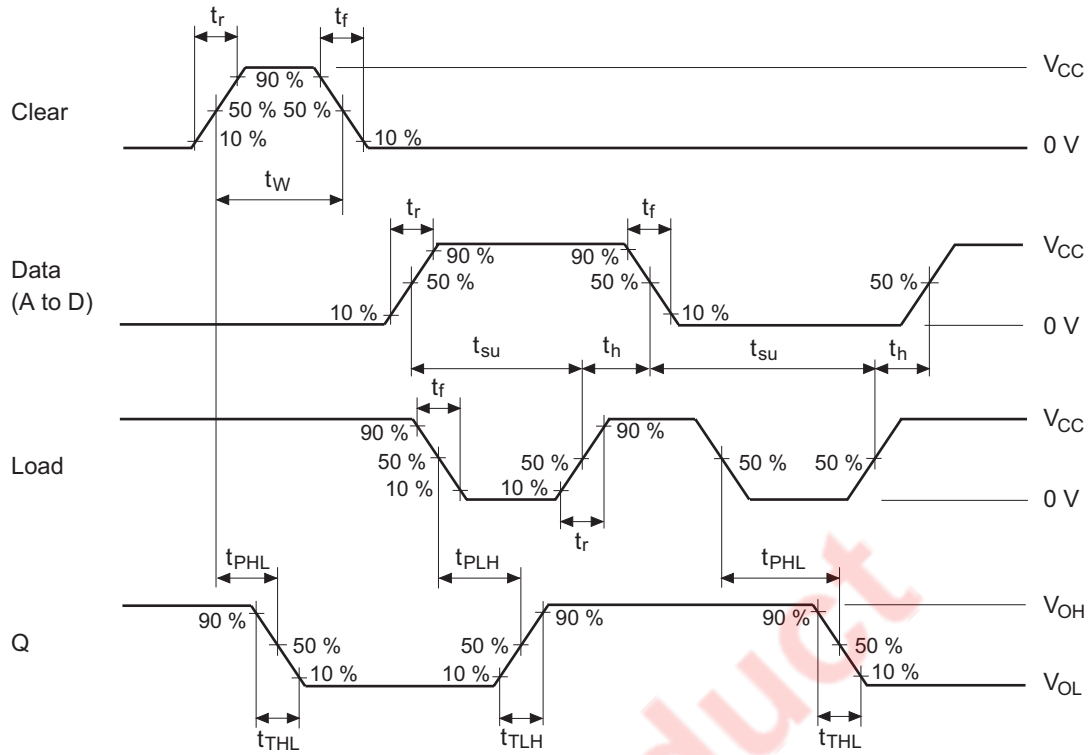 tr tf
VCC
90 %
Clear 50 % 50 %
10 % 10 % 0 V
tW
tr tf
90 % 90 % VCC
Data
(A to D)
50 % 50 % 50 %
10 % 10 % 0 V
tsu th tsu th
tf
VCC
90 % 90 %
Load 50 % 50 % 50 % 50 %
10 % 10 % 0 V
tr
tPHL tPLH tPHL
90 % 90 % 90 % VOH
Q 50 % 50 % 50 %
10 % 10 % 10 % VOL
tTHL tTLH tTHL